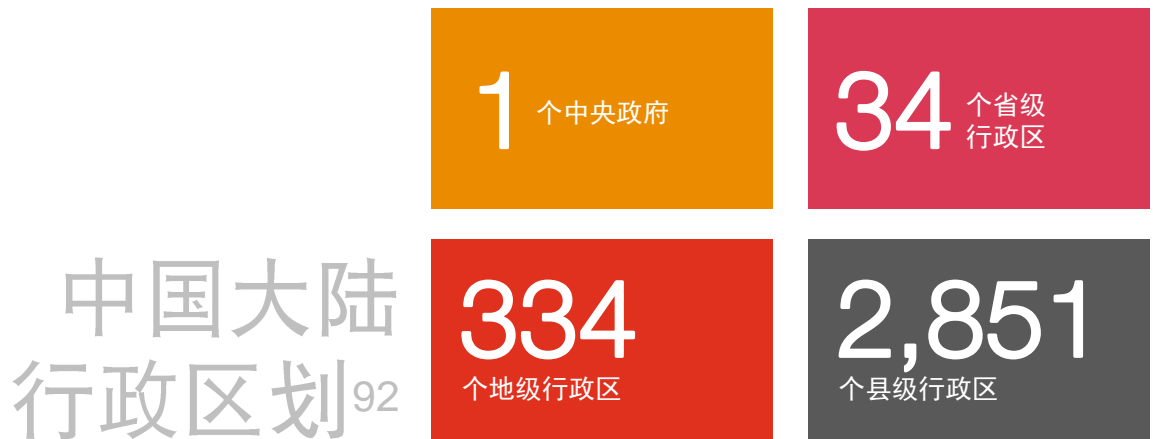 1 个中央政府
34 个省级
行政区
中国大陆
行政区划92
334
个地级行政区
2,851
个县级行政区